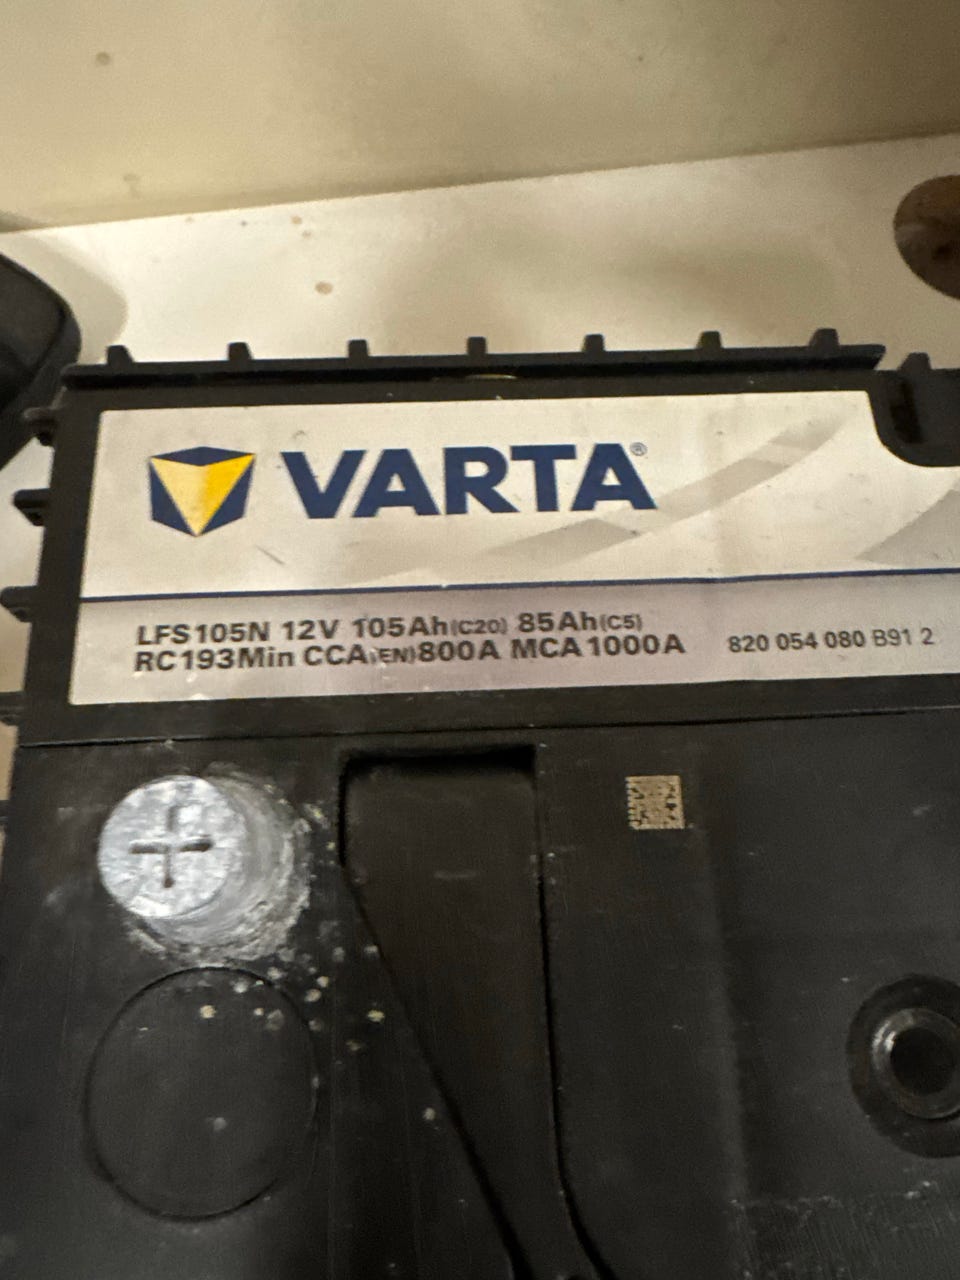 VARTA®
LFS105N 12V 105Ah(C20) 85Ah(C5)
RC193Min CCA(EN)800A MCA1000A
820 054 080 B91 2
+